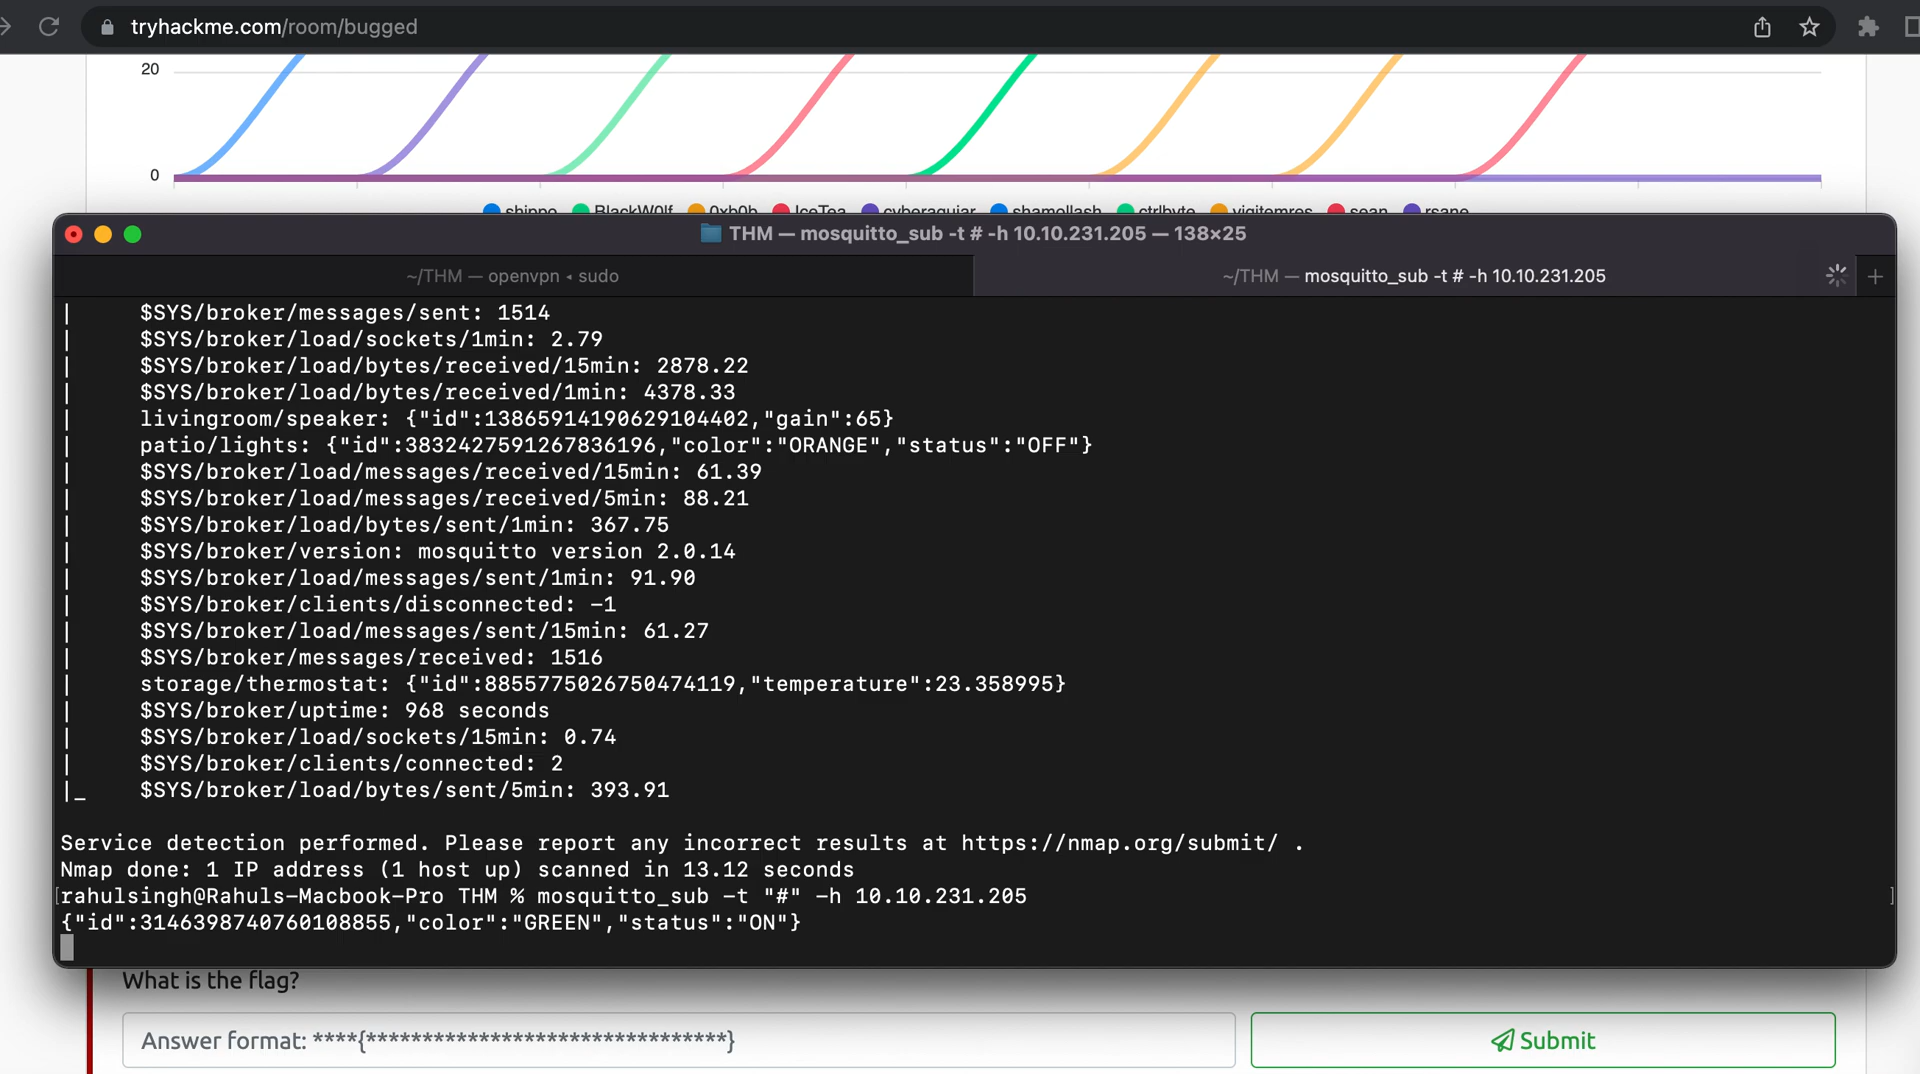 tryhackme.com/room/bugged
20
0
shippo BlackW0lf 0xb0b IceTea cyberaguiar shamollash ctrlbyte vigitemres sean rsane
THM — mosquitto_sub -t # -h 10.10.231.205 — 138×25
~/THM — openvpn ◂ sudo
~/THM — mosquitto_sub -t # -h 10.10.231.205
+
| $SYS/broker/messages/sent: 1514
| $SYS/broker/load/sockets/1min: 2.79
| $SYS/broker/load/bytes/received/15min: 2878.22
| $SYS/broker/load/bytes/received/1min: 4378.33
| livingroom/speaker: {"id":13865914190629104402,"gain":65}
| patio/lights: {"id":3832427591267836196,"color":"ORANGE","status":"OFF"}
| $SYS/broker/load/messages/received/15min: 61.39
| $SYS/broker/load/messages/received/5min: 88.21
| $SYS/broker/load/bytes/sent/1min: 367.75
| $SYS/broker/version: mosquitto version 2.0.14
| $SYS/broker/load/messages/sent/1min: 91.90
| $SYS/broker/clients/disconnected: -1
| $SYS/broker/load/messages/sent/15min: 61.27
| $SYS/broker/messages/received: 1516
| storage/thermostat: {"id":8855775026750474119,"temperature":23.358995}
| $SYS/broker/uptime: 968 seconds
| $SYS/broker/load/sockets/15min: 0.74
| $SYS/broker/clients/connected: 2
|_ $SYS/broker/load/bytes/sent/5min: 393.91
Service detection performed. Please report any incorrect results at https://nmap.org/submit/ .
Nmap done: 1 IP address (1 host up) scanned in 13.12 seconds
[rahulsingh@Rahuls-Macbook-Pro THM % mosquitto_sub -t "#" -h 10.10.231.205 ]
{"id":3146398740760108855,"color":"GREEN","status":"ON"}
What is the flag?
Answer format: ****{********************************}
Submit